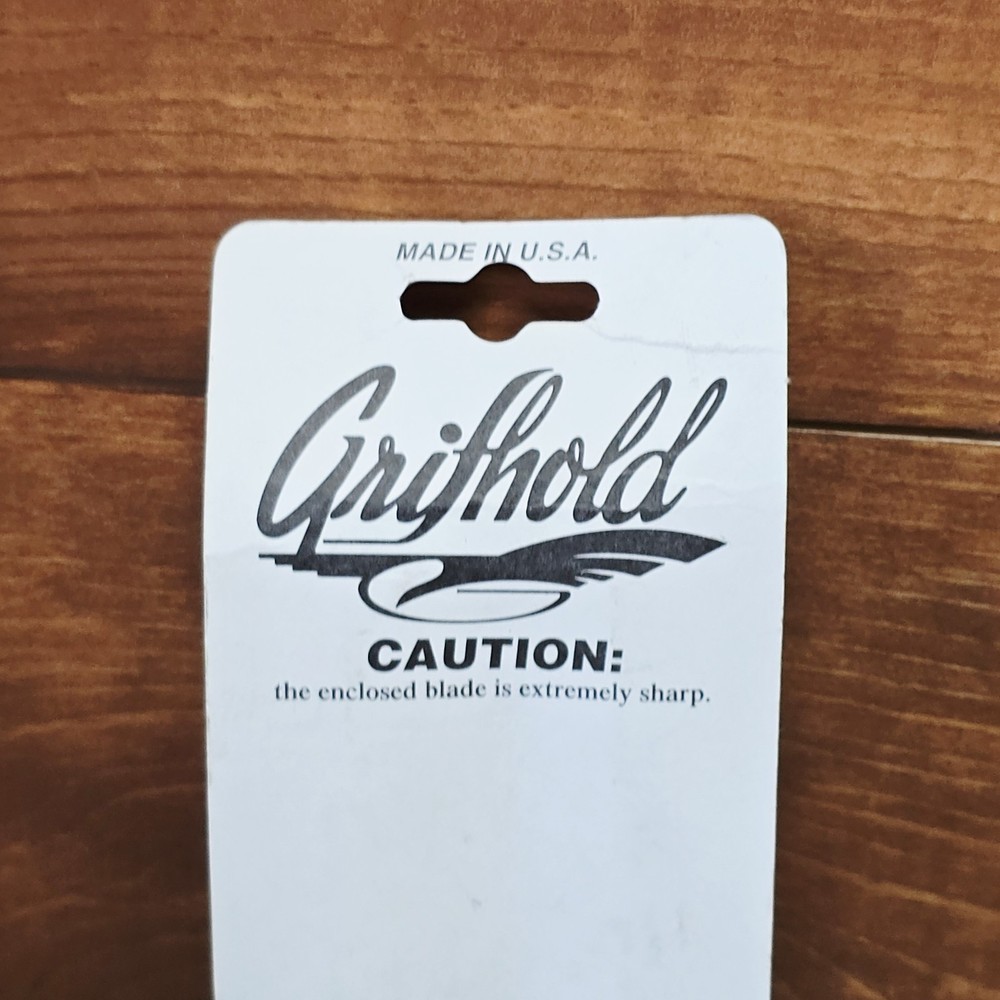 MADE IN U.S.A.
Grifhold
CAUTION:
the enclosed blade is extremely sharp.